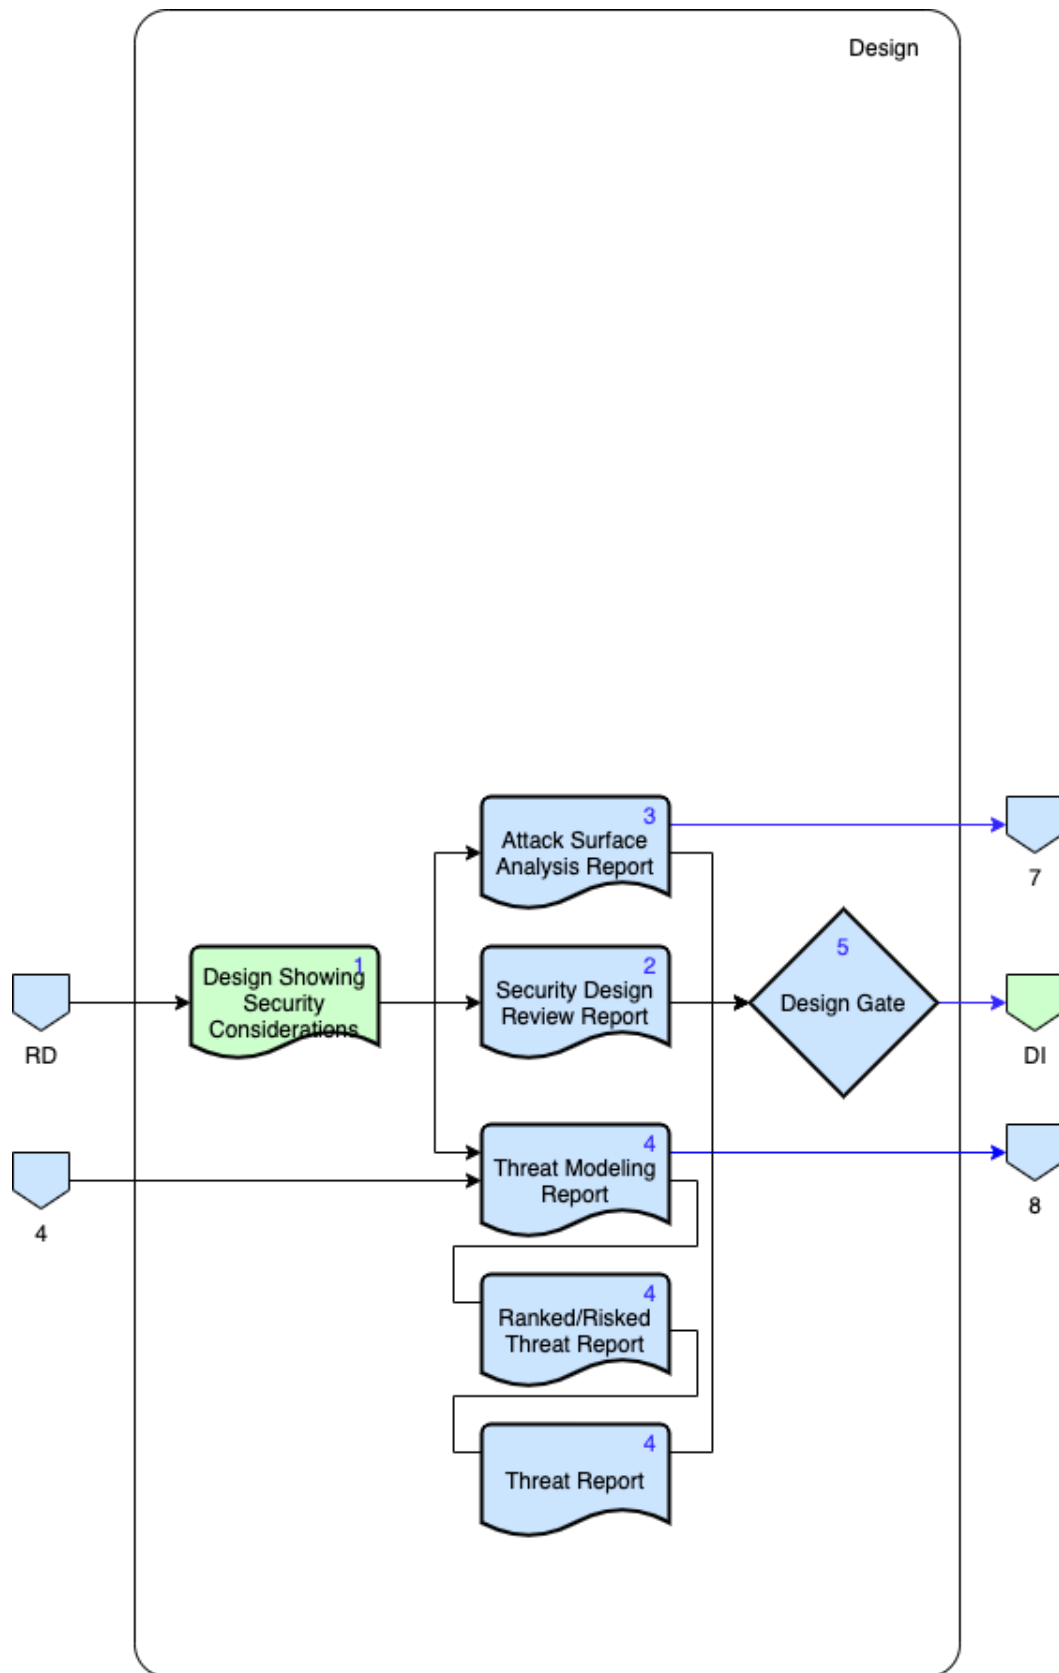 Design
3
Attack Surface
Analysis Report
7
1
Design Showing
Security
Considerations
2
Security Design
Review Report
5
Design Gate
RD
DI
4
Threat Modeling
Report
4
8
4
Ranked/Risked
Threat Report
4
Threat Report